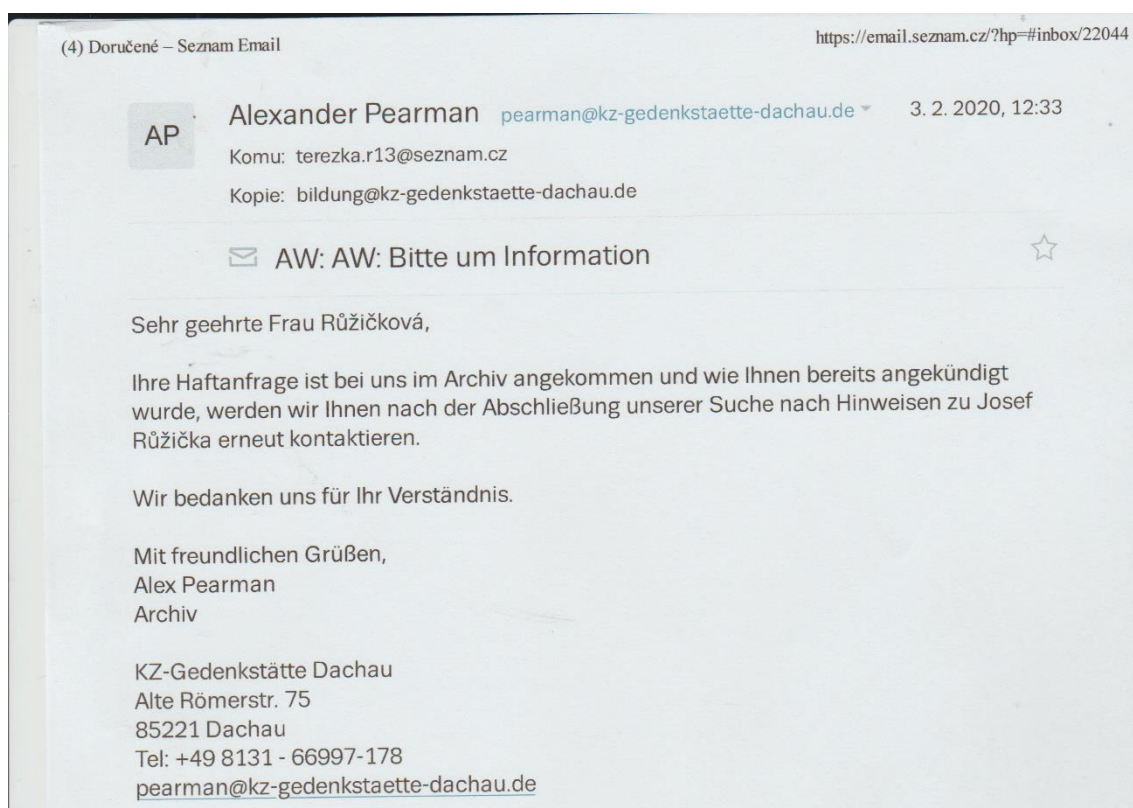 (4) Doručené – Seznam Email
https://email.seznam.cz/?hp=#inbox/22044
AP
Alexander Pearman pearman@kz-gedenkstaette-dachau.de 3. 2. 2020, 12:33
Komu: terezka.r13@seznam.cz
Kopie: bildung@kz-gedenkstaette-dachau.de
AW: AW: Bitte um Information
Sehr geehrte Frau Růžičková,
Ihre Haftanfrage ist bei uns im Archiv angekommen und wie Ihnen bereits angekündigt
wurde, werden wir Ihnen nach der Abschließung unserer Suche nach Hinweisen zu Josef
Růžička erneut kontaktieren.
Wir bedanken uns für Ihr Verständnis.
Mit freundlichen Grüßen,
Alex Pearman
Archiv
KZ-Gedenkstätte Dachau
Alte Römerstr. 75
85221 Dachau
Tel: +49 8131 - 66997-178
pearman@kz-gedenkstaette-dachau.de